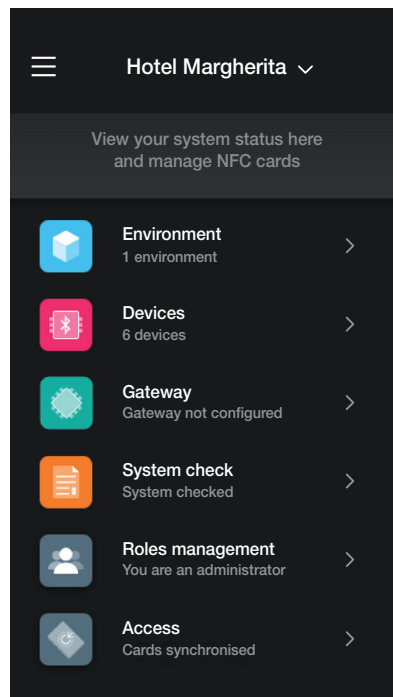 Hotel Margherita
View your system status here
and manage NFC cards
Environment
1 environment
Devices
6 devices
Gateway
Gateway not configured
System check
System checked
Roles management
You are an administrator
Access
Cards synchronised